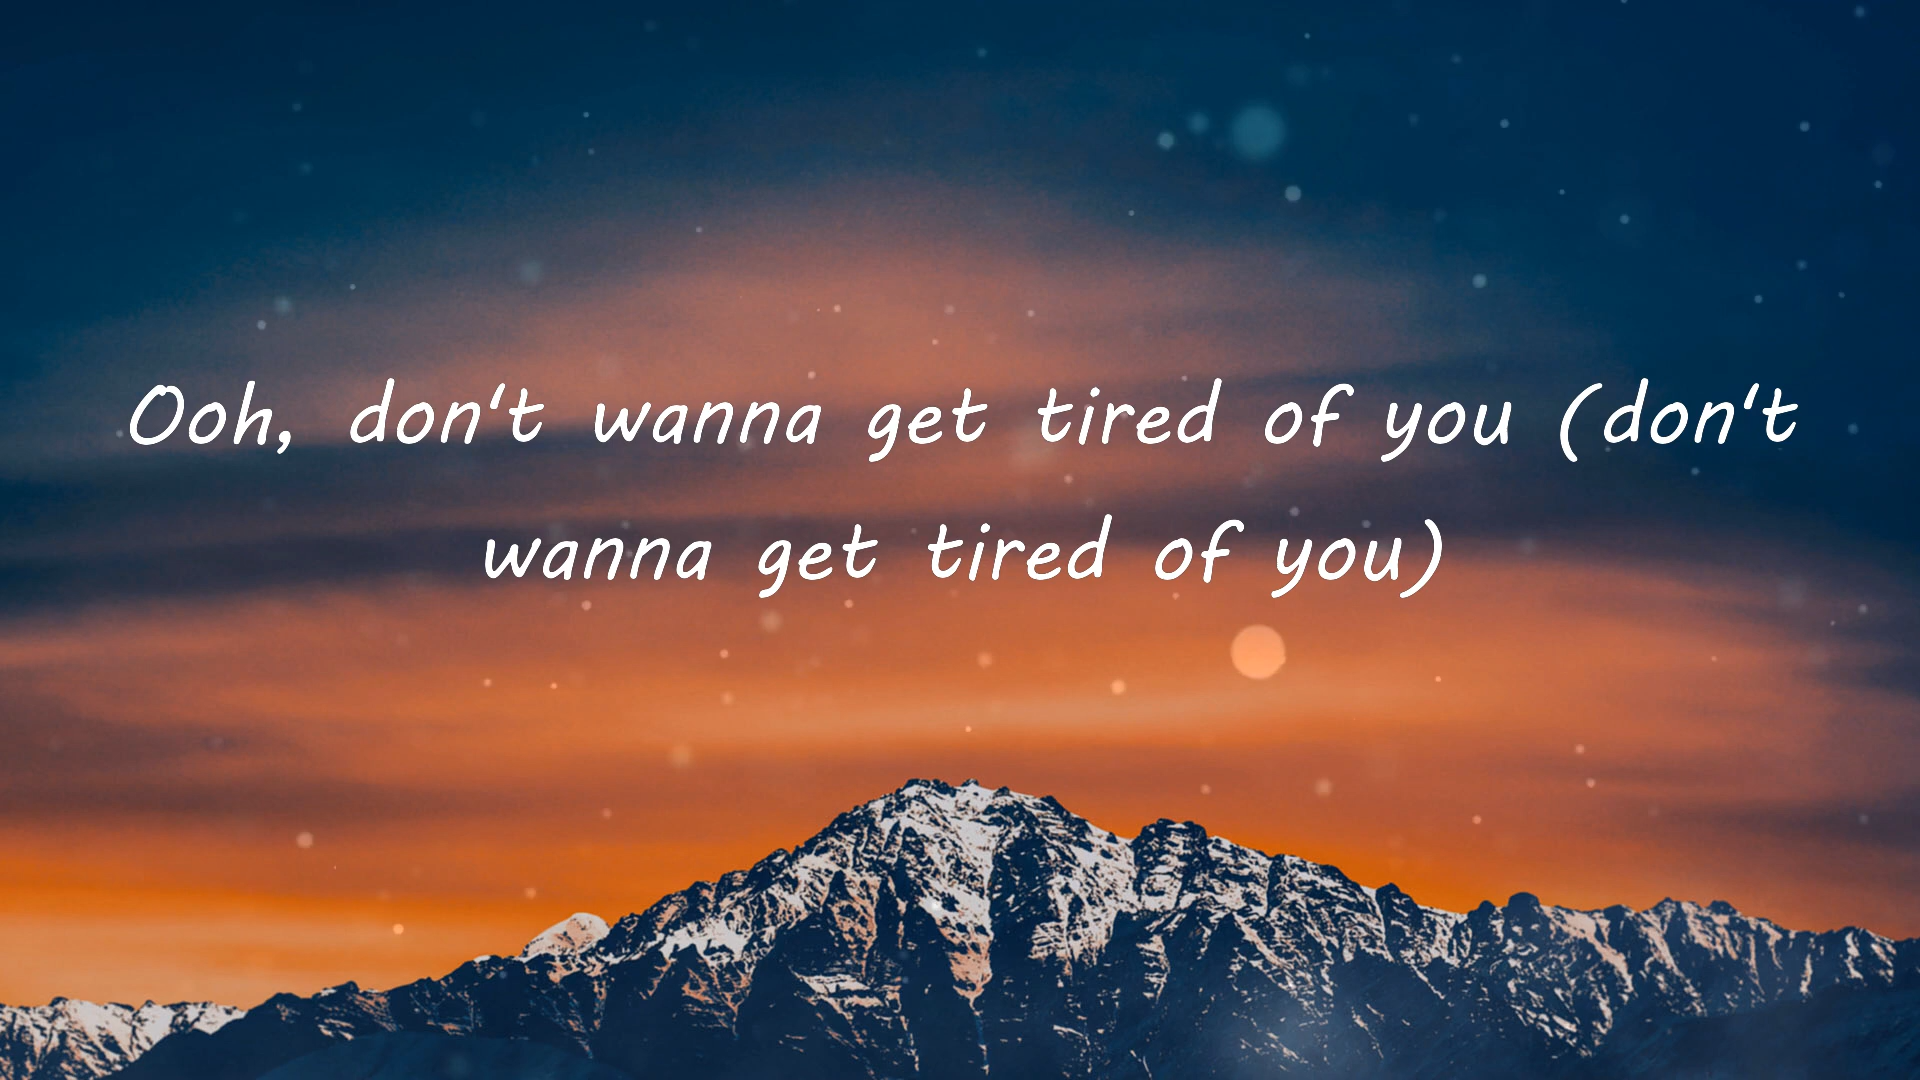 Ooh, don't wanna get tired of you (don't
wanna get tired of you)